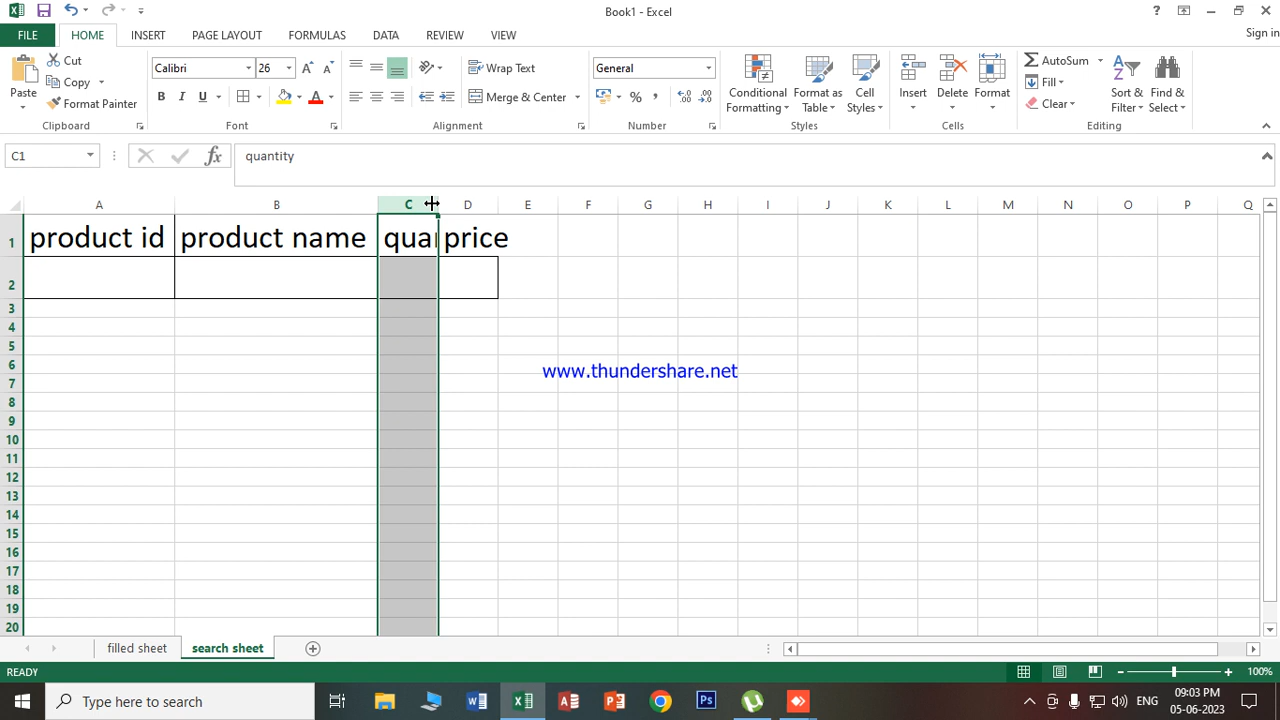 Book1 - Excel
?
FILE HOME INSERT PAGE LAYOUT FORMULAS DATA REVIEW VIEW Sign in
Paste
Cut
Copy
Format Painter
Clipboard
Calibri 26
B I U A
Font
Wrap Text
Merge & Center
Alignment
General
% ,
Number
Conditional Formatting
Format as Table
Cell Styles
Styles
Insert Delete Format
Cells
AutoSum
Fill
Clear
Sort & Filter
Find & Select
Editing
C1 fx quantity
A B C D E F G H I J K L M N O P Q
1 product id product name quan price
2
3
4
5
6 www.thundershare.net
7
8
9
10
11
12
13
14
15
16
17
18
19
20
filled sheet search sheet
READY 100%
Type here to search
ENG
09:03 PM
05-06-2023